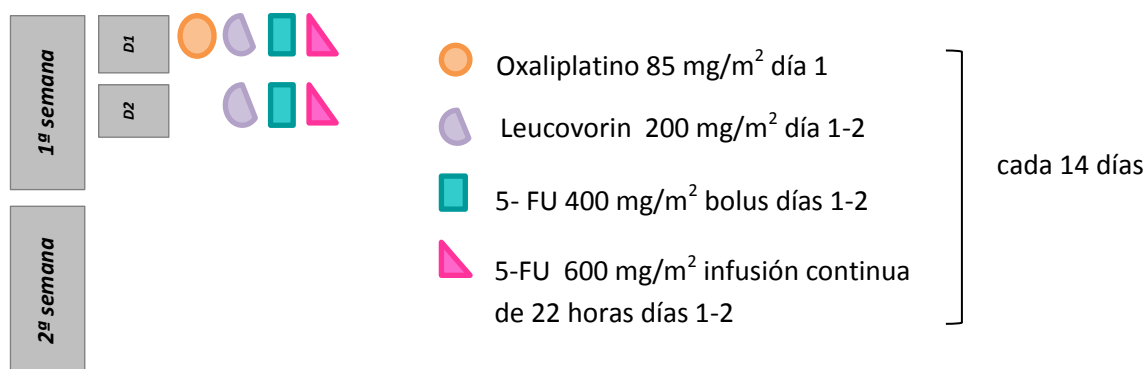 1ª semana
D1
D2
2ª semana
Oxaliplatino 85 mg/m² día 1
Leucovorin 200 mg/m² día 1-2
5- FU 400 mg/m² bolus días 1-2
5-FU 600 mg/m² infusión continua
de 22 horas días 1-2
cada 14 días